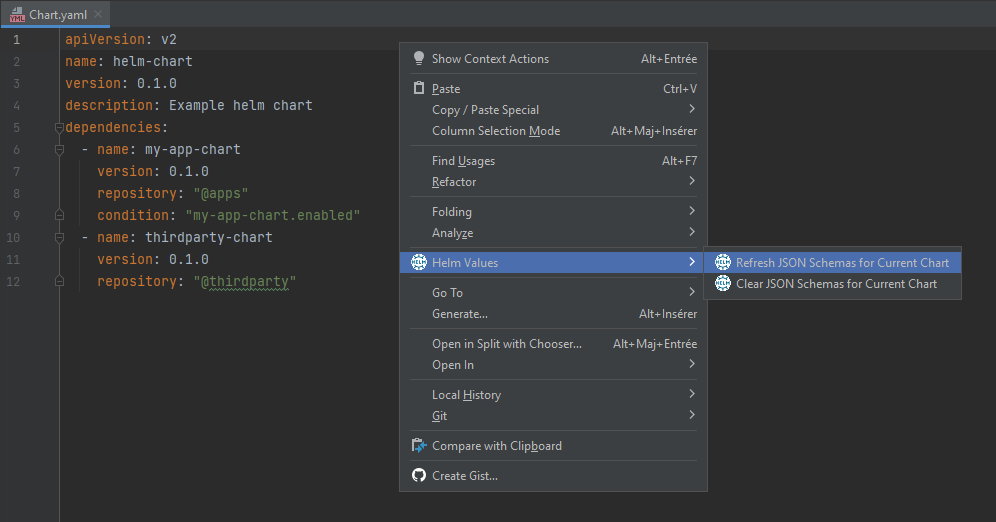 Chart.yaml
1 apiVersion: v2
2 name: helm-chart
3 version: 0.1.0
4 description: Example helm chart
5 dependencies:
6 - name: my-app-chart
7 version: 0.1.0
8 repository: "@apps"
9 condition: "my-app-chart.enabled"
10 - name: thirdparty-chart
11 version: 0.1.0
12 repository: "@thirdparty"
Show Context Actions Alt+Entrée
Paste Ctrl+V
Copy / Paste Special
Column Selection Mode Alt+Maj+Insérer
Find Usages Alt+F7
Refactor
Folding
Analyze
HELM Helm Values
Go To
Generate... Alt+Insérer
Open in Split with Chooser... Alt+Maj+Entrée
Open In
Local History
Git
Compare with Clipboard
Create Gist...
HELM Refresh JSON Schemas for Current Chart
HELM Clear JSON Schemas for Current Chart